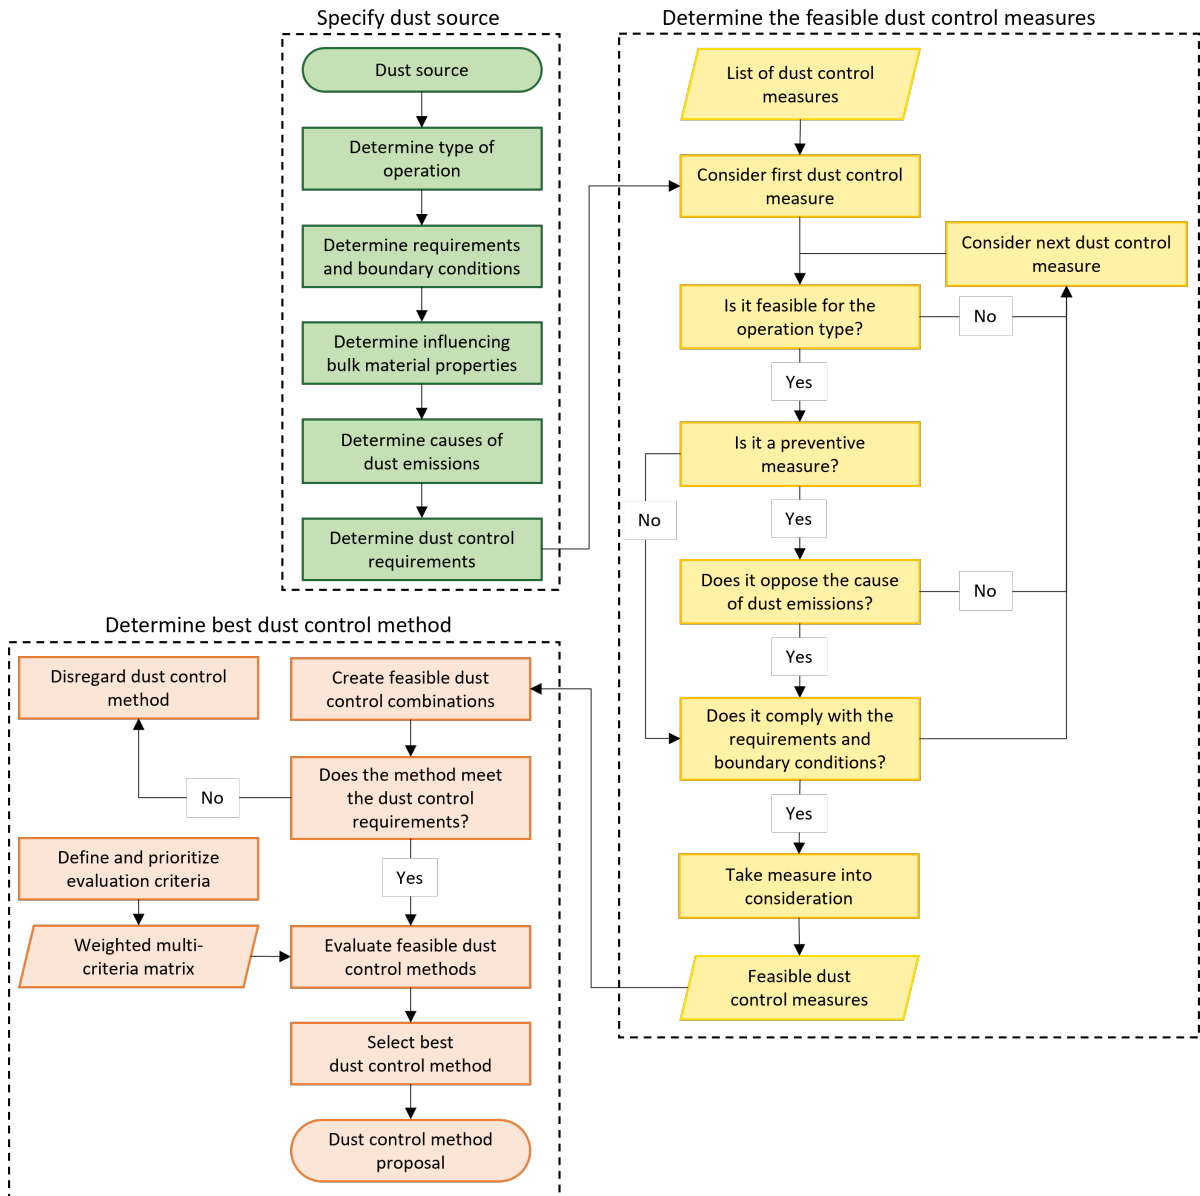 Specify dust source
Dust source
Determine type of
operation
Determine requirements
and boundary conditions
Determine influencing
bulk material properties
Determine causes of
dust emissions
Determine dust control
requirements
Determine the feasible dust control measures
List of dust control
measures
Consider first dust control
measure
Consider next dust control
measure
Is it feasible for the
operation type?
No
Yes
Is it a preventive
measure?
No
Yes
Does it oppose the cause
of dust emissions?
No
Yes
Does it comply with the
requirements and
boundary conditions?
Yes
Take measure into
consideration
Feasible dust
control measures
Determine best dust control method
Disregard dust control
method
Create feasible dust
control combinations
Does the method meet
the dust control
requirements?
No
Yes
Define and prioritize
evaluation criteria
Weighted multi-
criteria matrix
Evaluate feasible dust
control methods
Select best
dust control method
Dust control method
proposal